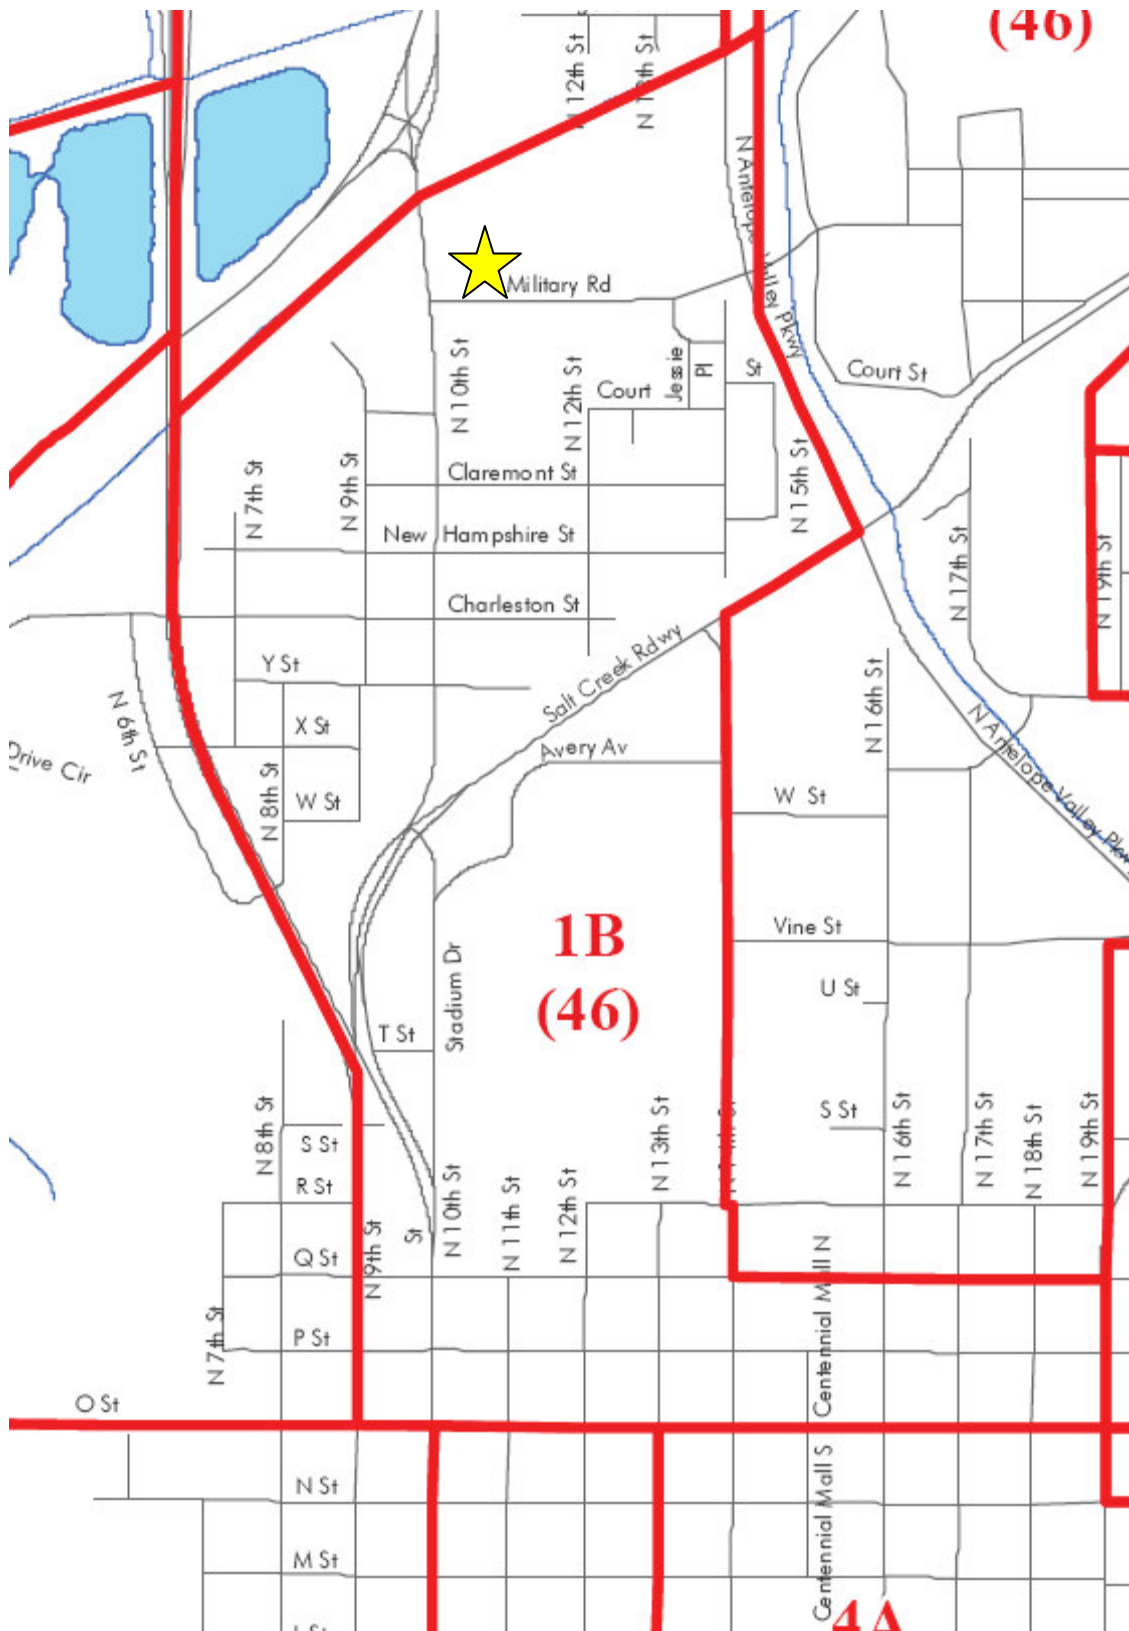 (46)
N 12th St
N 13th St
N Antelope Valley Pkwy
Military Rd
N 10th St
N 12th St
Jessie
Pl
Court
St
Court St
N 9th St
N 7th St
Claremont St
N 15th St
New Hampshire St
N 17th St
N 19th St
Charleston St
Salt Creek Rdwy
Y St
N 16th St
N 6th St
X St
N Antelope Valley Pkwy
Drive Cir
Avery Av
N 8th St
W St
W St
1B
(46)
Vine St
Stadium Dr
U St
T St
N 8th St
S St
N 13th St
N 14th St
S St
N 16th St
N 17th St
N 18th St
N 19th St
R St
N 10th St
N 11th St
N 12th St
St
Q St
N 9th St
Centennial Mall N
N 7th St
P St
O St
Centennial Mall S
N St
M St
4A